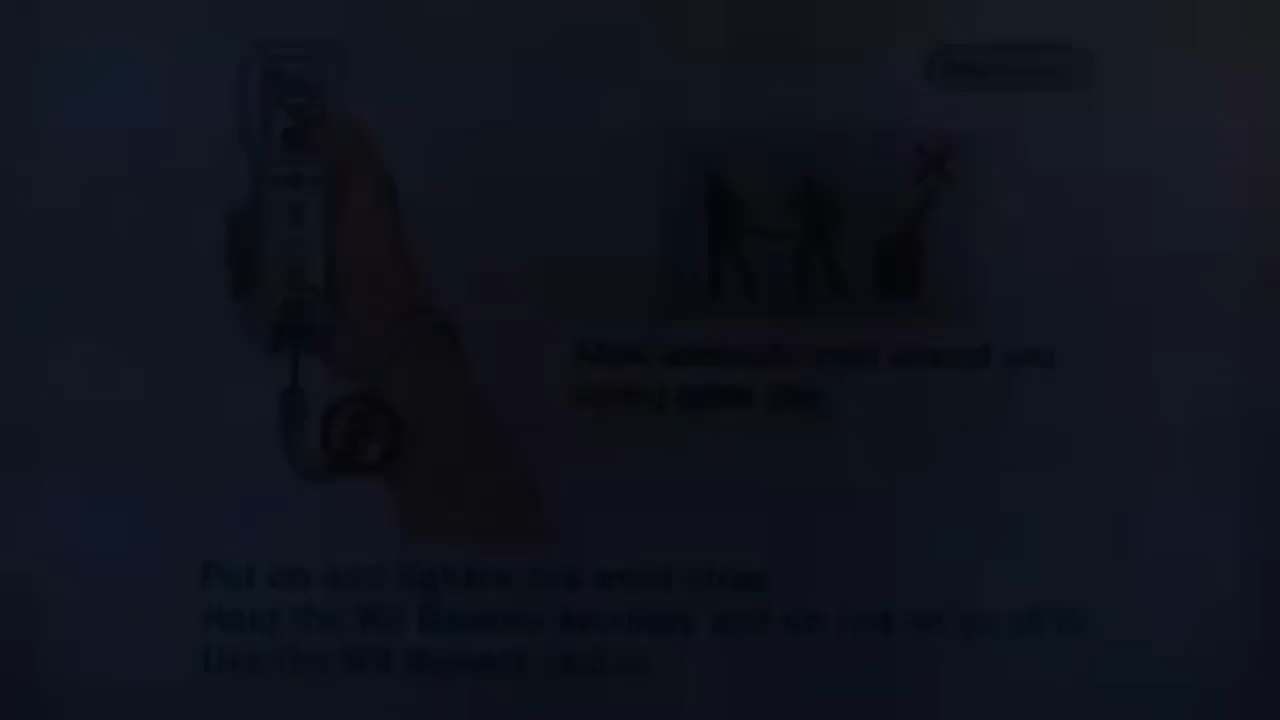 Allow adequate room around you
during game play.
Put on and tighten the wrist strap.
Hold the Wii Remote securely and do not let go of it.
Use the Wii Remote